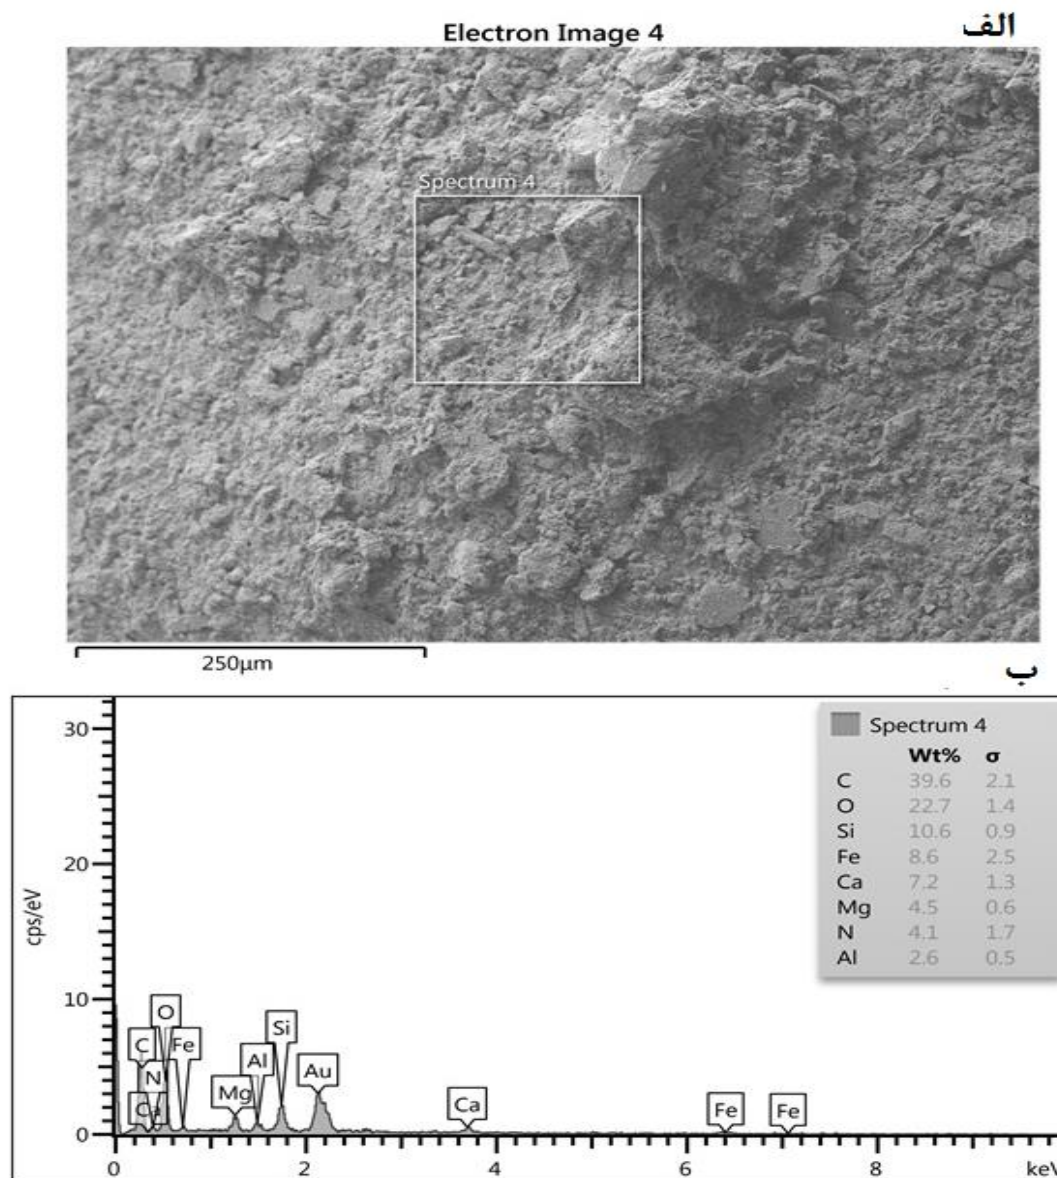 Electron Image 4
الف
Spectrum 4
250µm
ب
30
20
10
0
cps/eV
Spectrum 4
Wt% σ
C 39.6 2.1
O 22.7 1.4
Si 10.6 0.9
Fe 8.6 2.5
Ca 7.2 1.3
Mg 4.5 0.6
N 4.1 1.7
Al 2.6 0.5
O
C
Fe
N
Ca
Mg
Al
Si
Au
Ca
Fe
Fe
0 2 4 6 8 keV